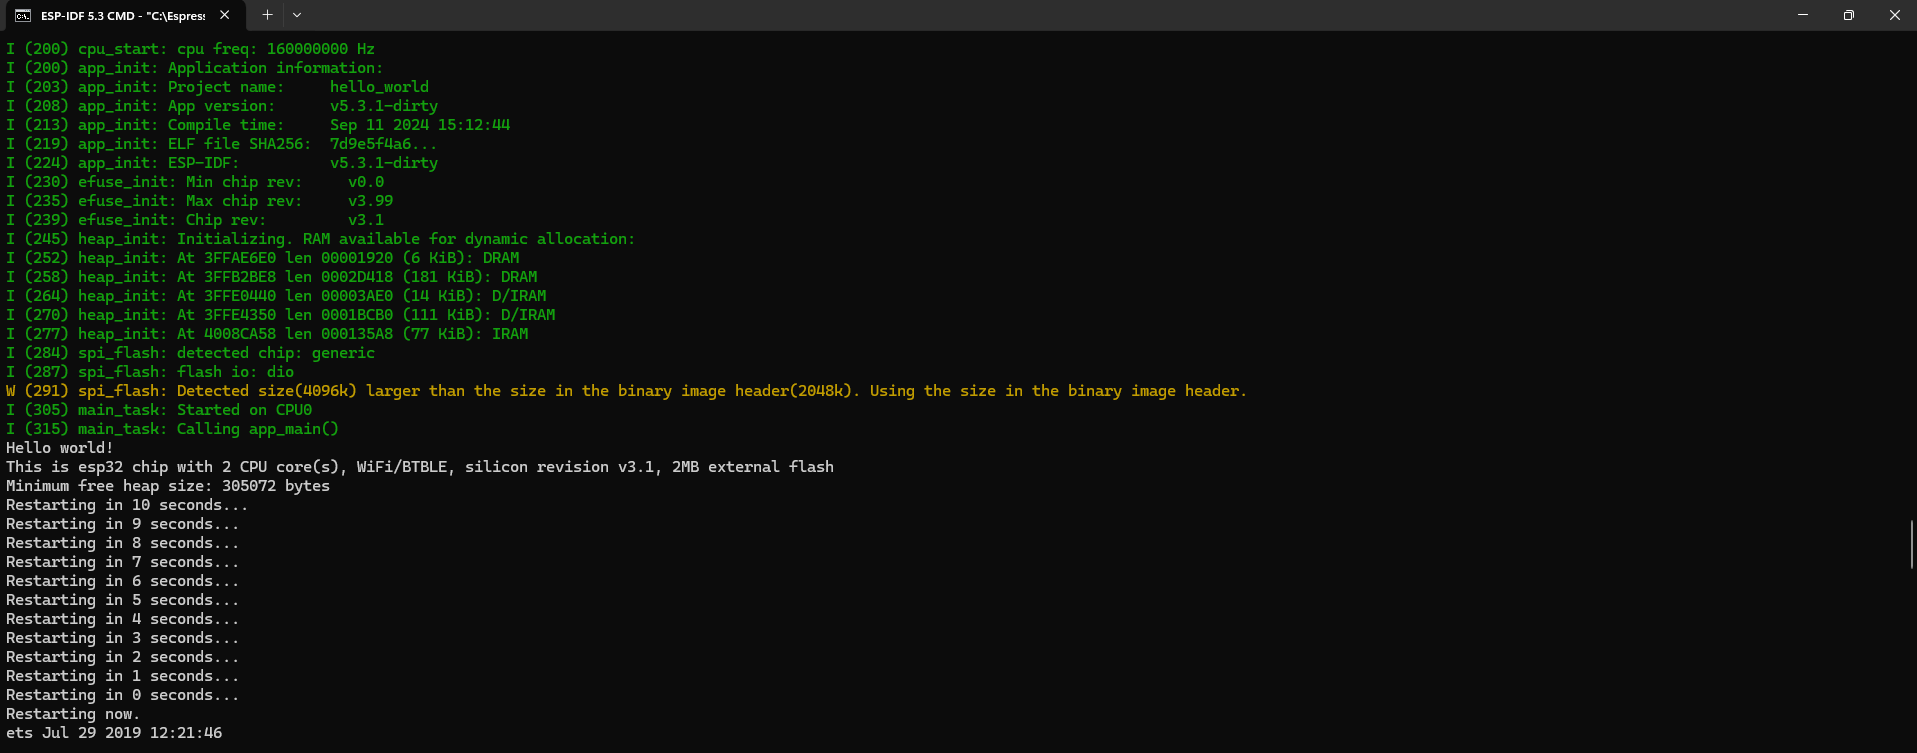 ESP-IDF 5.3 CMD - "C:\Espres
I (200) cpu_start: cpu freq: 160000000 Hz
I (200) app_init: Application information:
I (203) app_init: Project name:     hello_world
I (208) app_init: App version:      v5.3.1-dirty
I (213) app_init: Compile time:     Sep 11 2024 15:12:44
I (219) app_init: ELF file SHA256:  7d9e5f4a6...
I (224) app_init: ESP-IDF:          v5.3.1-dirty
I (230) efuse_init: Min chip rev:     v0.0
I (235) efuse_init: Max chip rev:     v3.99
I (239) efuse_init: Chip rev:         v3.1
I (245) heap_init: Initializing. RAM available for dynamic allocation:
I (252) heap_init: At 3FFAE6E0 len 00001920 (6 KiB): DRAM
I (258) heap_init: At 3FFB2BE8 len 0002D418 (181 KiB): DRAM
I (264) heap_init: At 3FFE0440 len 00003AE0 (14 KiB): D/IRAM
I (270) heap_init: At 3FFE4350 len 0001BCB0 (111 KiB): D/IRAM
I (277) heap_init: At 4008CA58 len 000135A8 (77 KiB): IRAM
I (284) spi_flash: detected chip: generic
I (287) spi_flash: flash io: dio
W (291) spi_flash: Detected size(4096k) larger than the size in the binary image header(2048k). Using the size in the binary image header.
I (305) main_task: Started on CPU0
I (315) main_task: Calling app_main()
Hello world!
This is esp32 chip with 2 CPU core(s), WiFi/BTBLE, silicon revision v3.1, 2MB external flash
Minimum free heap size: 305072 bytes
Restarting in 10 seconds...
Restarting in 9 seconds...
Restarting in 8 seconds...
Restarting in 7 seconds...
Restarting in 6 seconds...
Restarting in 5 seconds...
Restarting in 4 seconds...
Restarting in 3 seconds...
Restarting in 2 seconds...
Restarting in 1 seconds...
Restarting in 0 seconds...
Restarting now.
ets Jul 29 2019 12:21:46